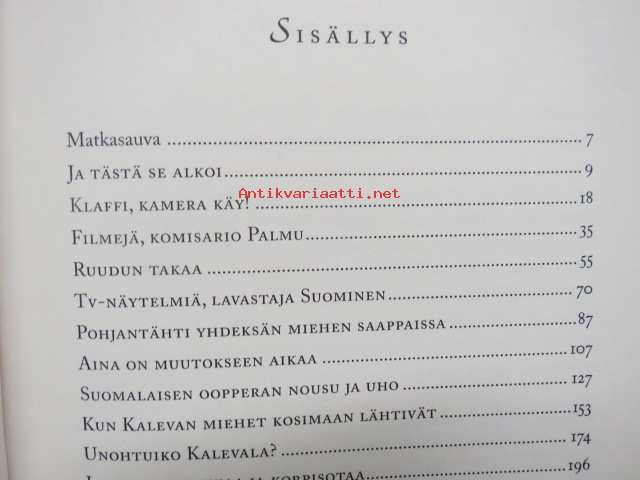 Sisällys
Matkasauva 7
Ja tästä se alkoi 9
Antikvariaatti.net
Klaffi, kamera käy! 18
Filmejä, komisario Palmu 35
Ruudun takaa 55
Tv-näytelmiä, lavastaja Suominen 70
Pohjantähti yhdeksän miehen saappaissa 87
Aina on muutokseen aikaa 107
Suomalaisen oopperan nousu ja uho 127
Kun Kalevan miehet kosimaan lähtivät 153
Unohtuiko Kalevala? 174
ja korpisotaa 196